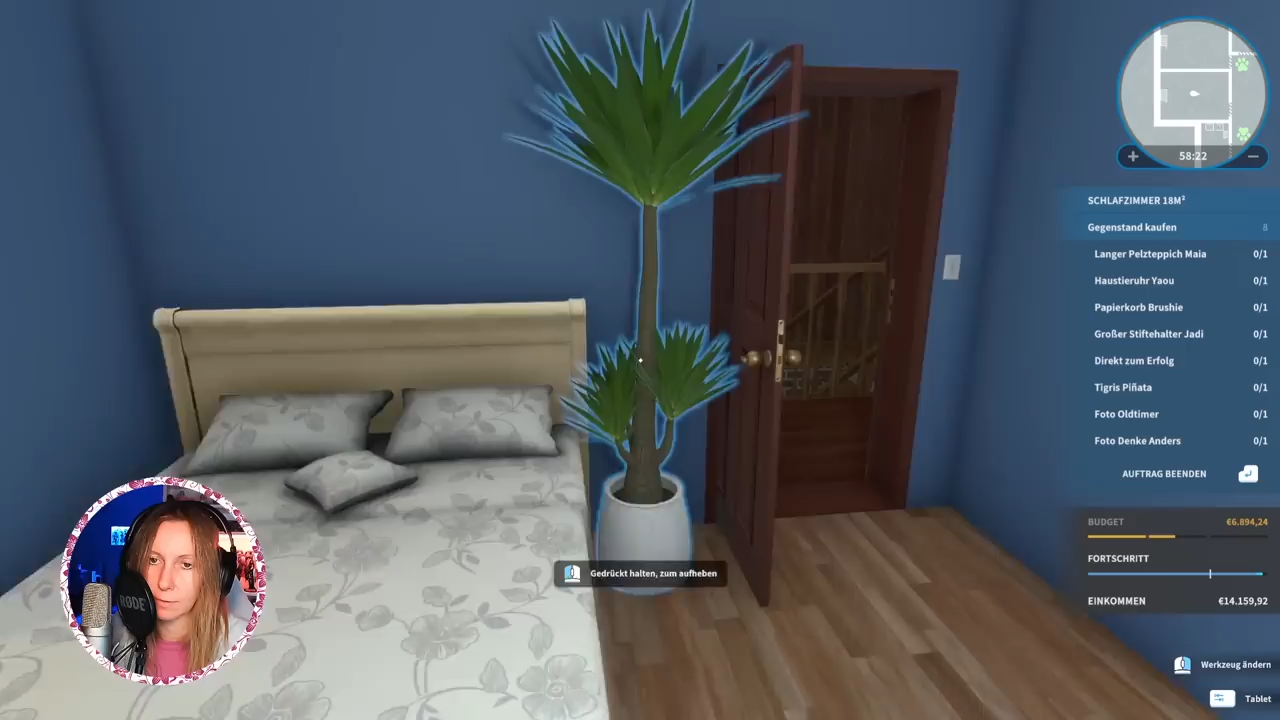 58:22
SCHLAFZIMMER 18M²
Gegenstand kaufen 8
Langer Pelzteppich Maia 0/1
Haustieruhr Yaou 0/1
Papierkorb Brushie 0/1
Großer Stiftehalter Jadi 0/1
Direkt zum Erfolg 0/1
Tigris Piñata 0/1
Foto Oldtimer 0/1
Foto Denke Anders 0/1
AUFTRAG BEENDEN
BUDGET €6.894,24
FORTSCHRITT
EINKOMMEN €14.159,92
Gedrückt halten, zum aufheben
RØDE
Werkzeug ändern
Tablet